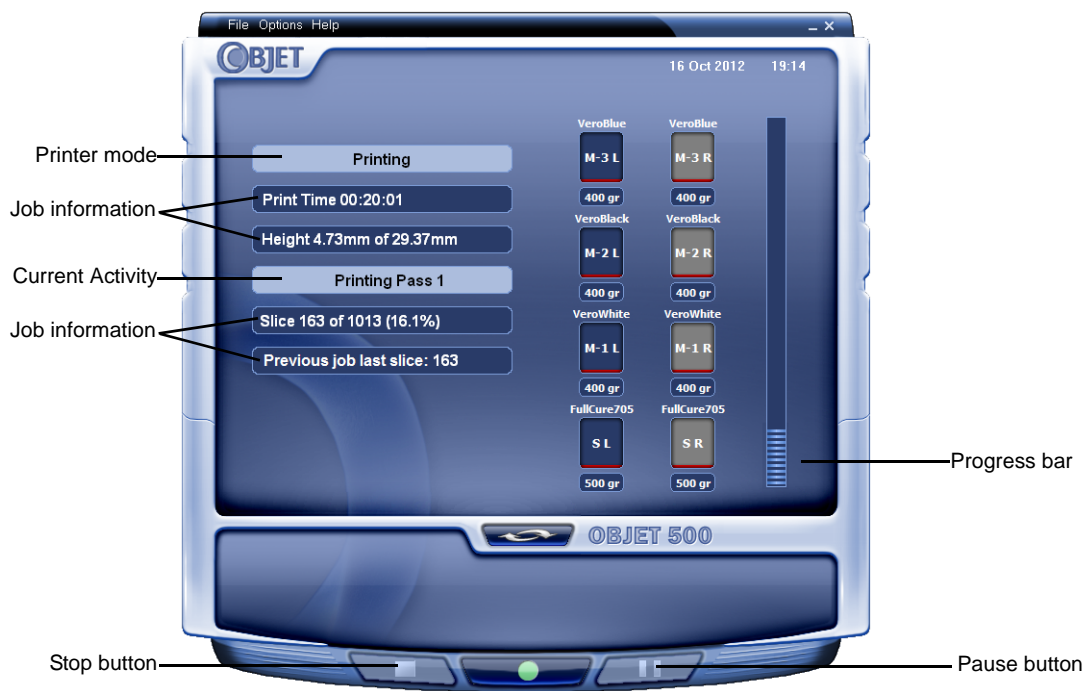 File Options Help
OBJET
16 Oct 2012 19:14
VeroBlue VeroBlue
M-3 L M-3 R
400 gr 400 gr
VeroBlack VeroBlack
M-2 L M-2 R
400 gr 400 gr
VeroWhite VeroWhite
M-1 L M-1 R
400 gr 400 gr
FullCure705 FullCure705
S L S R
500 gr 500 gr
Printer mode
Printing
Job information
Print Time 00:20:01
Height 4.73mm of 29.37mm
Current Activity
Printing Pass 1
Job information
Slice 163 of 1013 (16.1%)
Previous job last slice: 163
Progress bar
OBJET 500
Stop button
Pause button